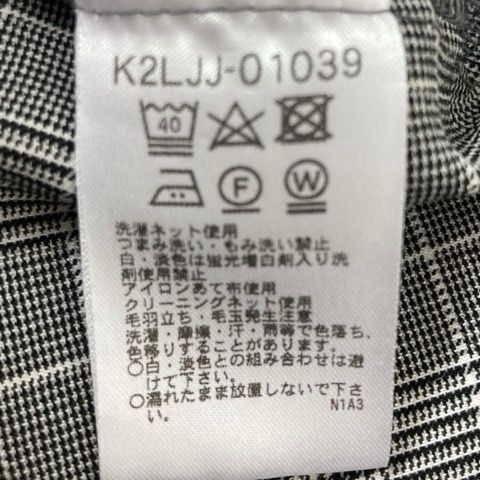 K2LJJ-01039
40
F
W
洗濯ネット使用
つまみ洗い・もみ洗い禁止
白・淡色は蛍光増白剤入り洗
剤使用禁止
アイロンあて布使用
クリーニングネット使用
毛羽立ち・毛玉発生注意
洗濯・摩擦・汗・雨等で色落ち、
色移りすることがあります。
○白・淡色との組み合わせは避
けて下さい。
○濡れたまま放置しないで下さ
い。
N1A3